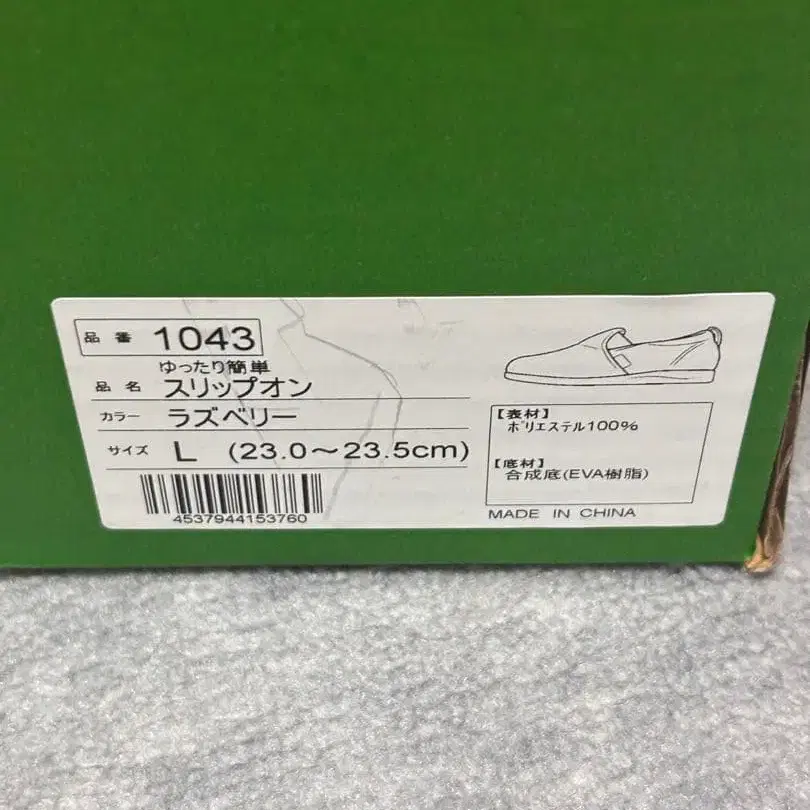 品番 1043
ゆったり簡単
品名 スリップオン
カラー ラズベリー
サイズ L (23.0～23.5cm)
4537944153760
【表材】
ポリエステル100%
【底材】
合成底(EVA樹脂)
MADE IN CHINA